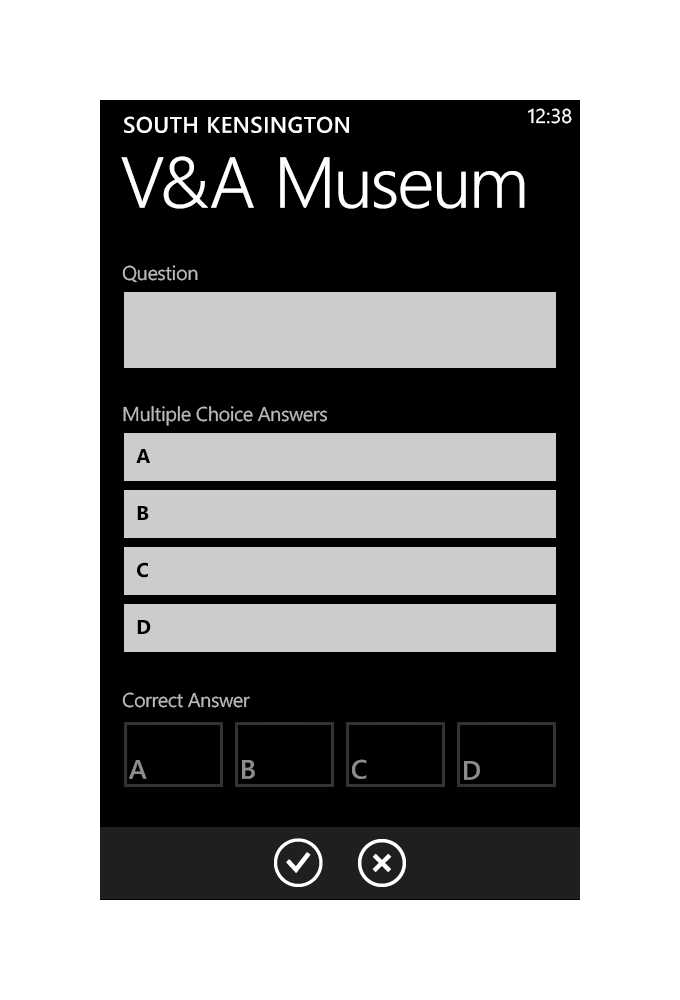 SOUTH KENSINGTON
12:38
V&A Museum
Question
Multiple Choice Answers
A
B
C
D
Correct Answer
A B C D